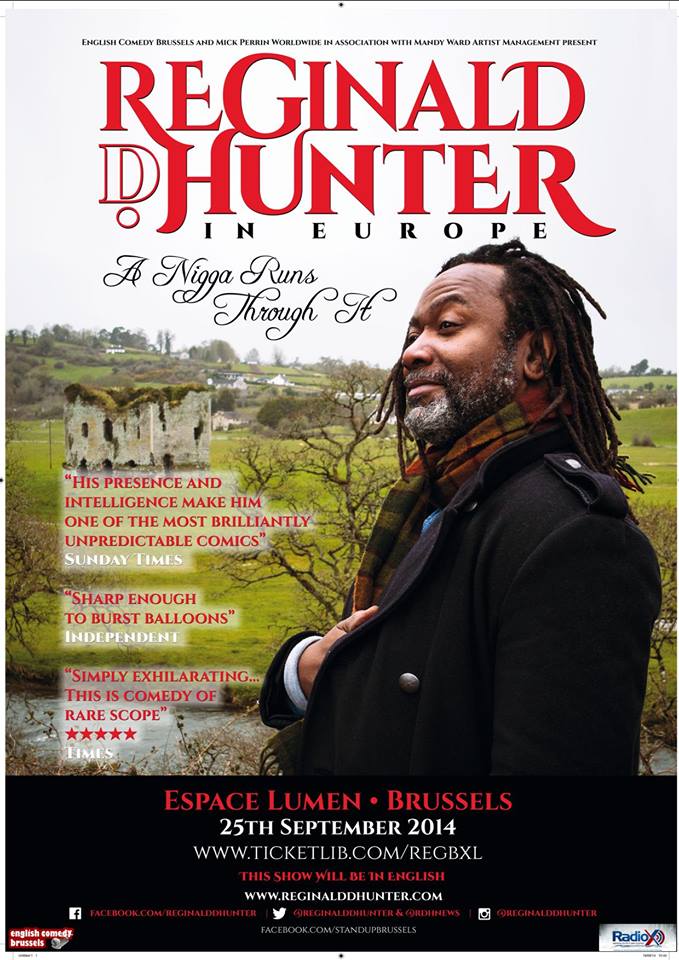 English Comedy Brussels and Mick Perrin Worldwide in association with Mandy Ward Artist Management present
Reginald
D. Hunter
in Europe
A Nigga Runs
Through It
"His presence and
intelligence make him
one of the most brilliantly
unpredictable comics"
Sunday Times
"Sharp enough
to burst balloons"
Independent
"Simply exhilarating...
This is comedy of
rare scope"
★★★★★
Times
Espace Lumen • Brussels
25th September 2014
www.ticketlib.com/regbxl
This show will be in English
www.reginalddhunter.com
facebook.com/reginalddhunter | @reginalddhunter & @rdhnews | @reginalddhunter
facebook.com/standupbrussels
english comedy
brussels
RadioX